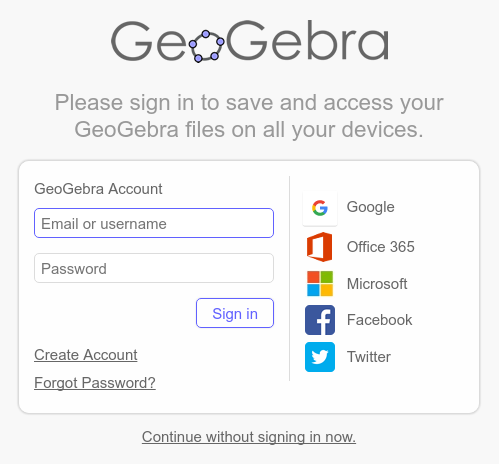 GeoGebra
Please sign in to save and access your
GeoGebra files on all your devices.
GeoGebra Account
Email or username
Password
Sign in
Create Account
Forgot Password?
Google
Office 365
Microsoft
Facebook
Twitter
Continue without signing in now.